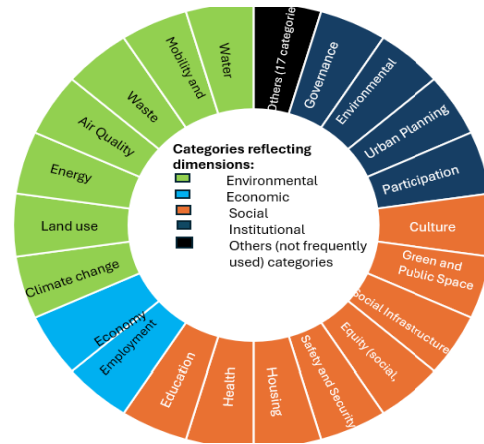 Water
Others (17 categorie
Governance
Environmental
Urban Planning
Participation
Culture
Green and
Public Space
Social Infrastructure
Equity (social,
Safety and Security
Housing
Health
Education
Employment
Economy
Climate change
Land use
Energy
Air Quality
Waste
Mobility and
Categories reflecting
dimensions:
Environmental
Economic
Social
Institutional
Others (not frequently
used) categories